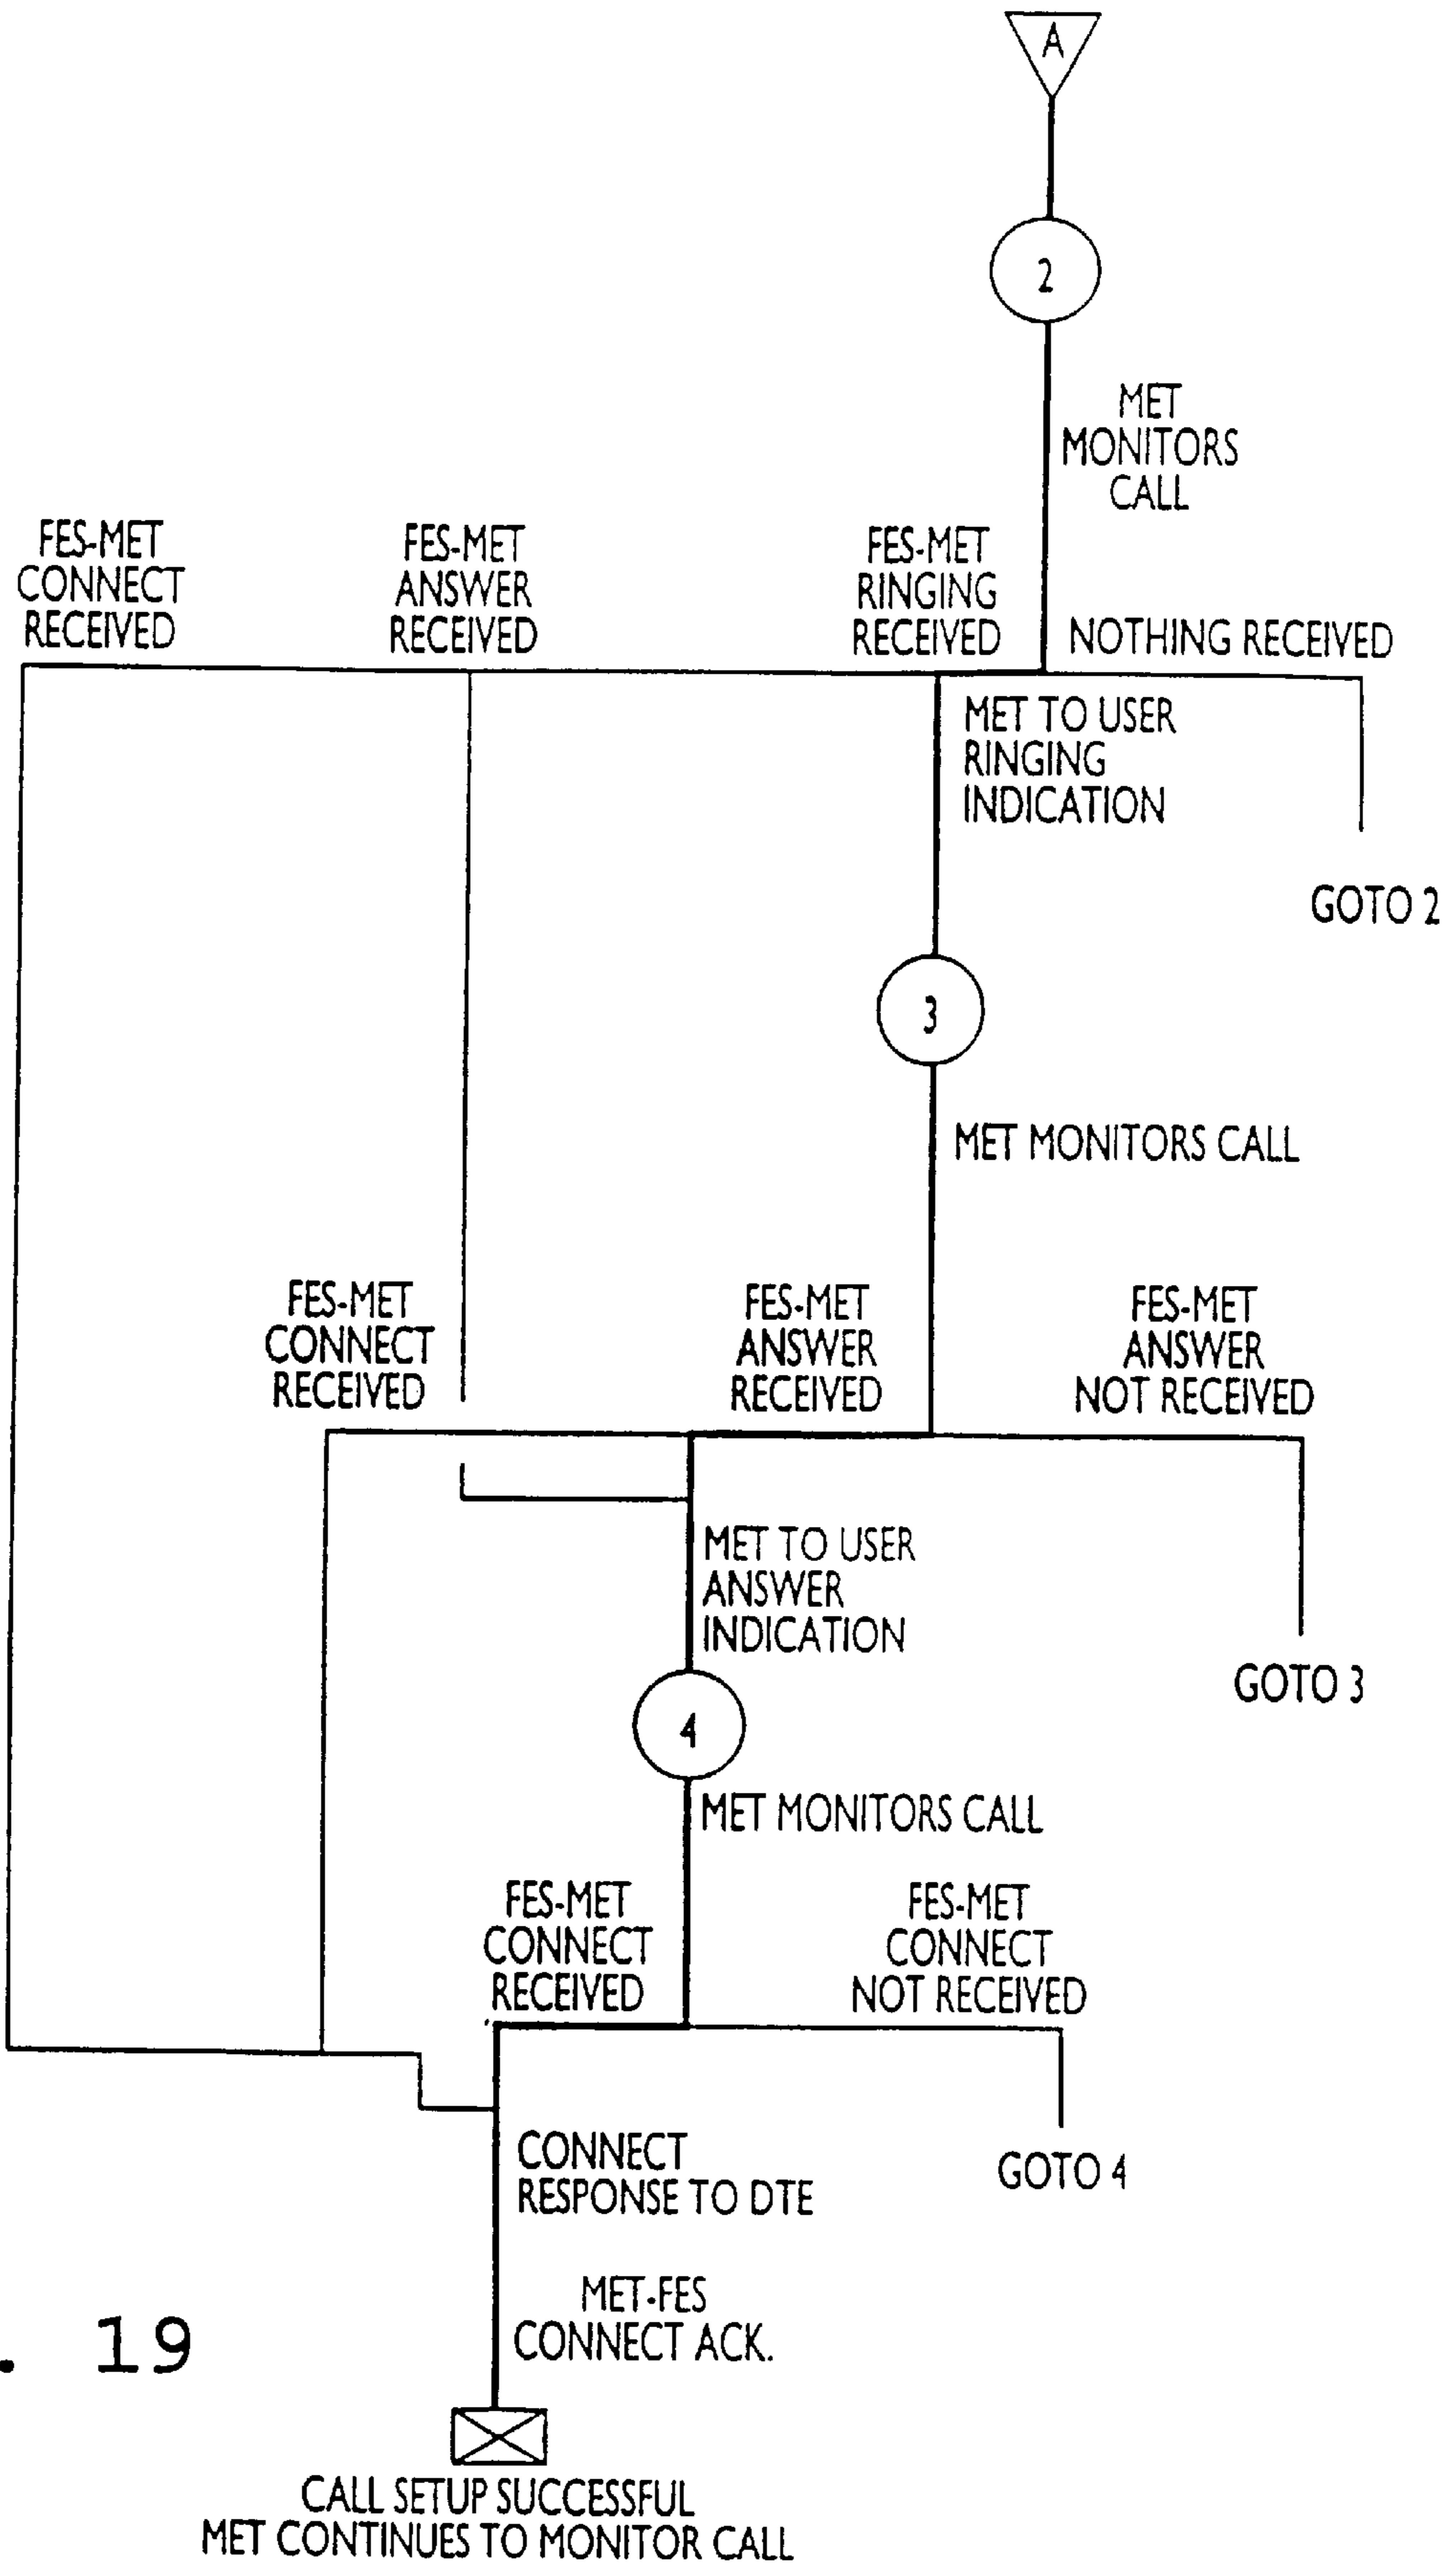 A
2
MET
MONITORS
CALL
FES-MET
CONNECT
RECEIVED
FES-MET
ANSWER
RECEIVED
FES-MET
RINGING
RECEIVED
NOTHING RECEIVED
MET TO USER
RINGING
INDICATION
GOTO 2
3
MET MONITORS CALL
FES-MET
CONNECT
RECEIVED
FES-MET
ANSWER
RECEIVED
FES-MET
ANSWER
NOT RECEIVED
MET TO USER
ANSWER
INDICATION
GOTO 3
4
MET MONITORS CALL
FES-MET
CONNECT
RECEIVED
FES-MET
CONNECT
NOT RECEIVED
CONNECT
RESPONSE TO DTE
GOTO 4
MET-FES
CONNECT ACK.
. 19
CALL SETUP SUCCESSFUL
MET CONTINUES TO MONITOR CALL